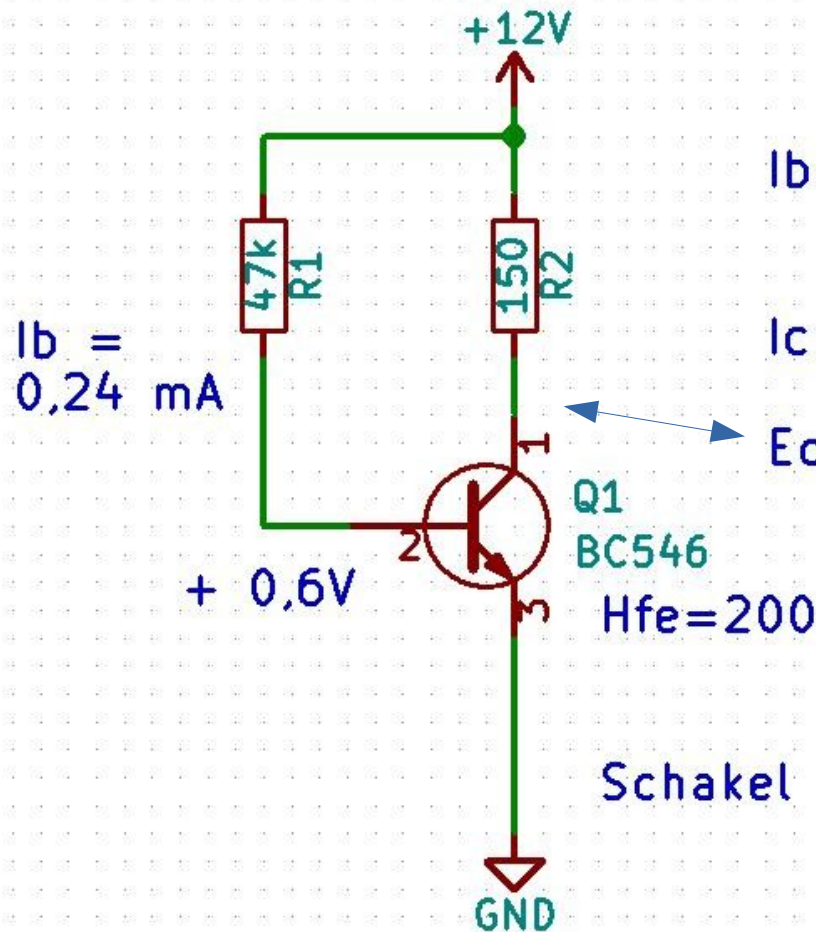 +12V
Ib
47k
R1
150
R2
Ib =
0,24 mA
Ic
1
Q1
2
BC546
+ 0,6V
3
Hfe=200
Schakel
GND